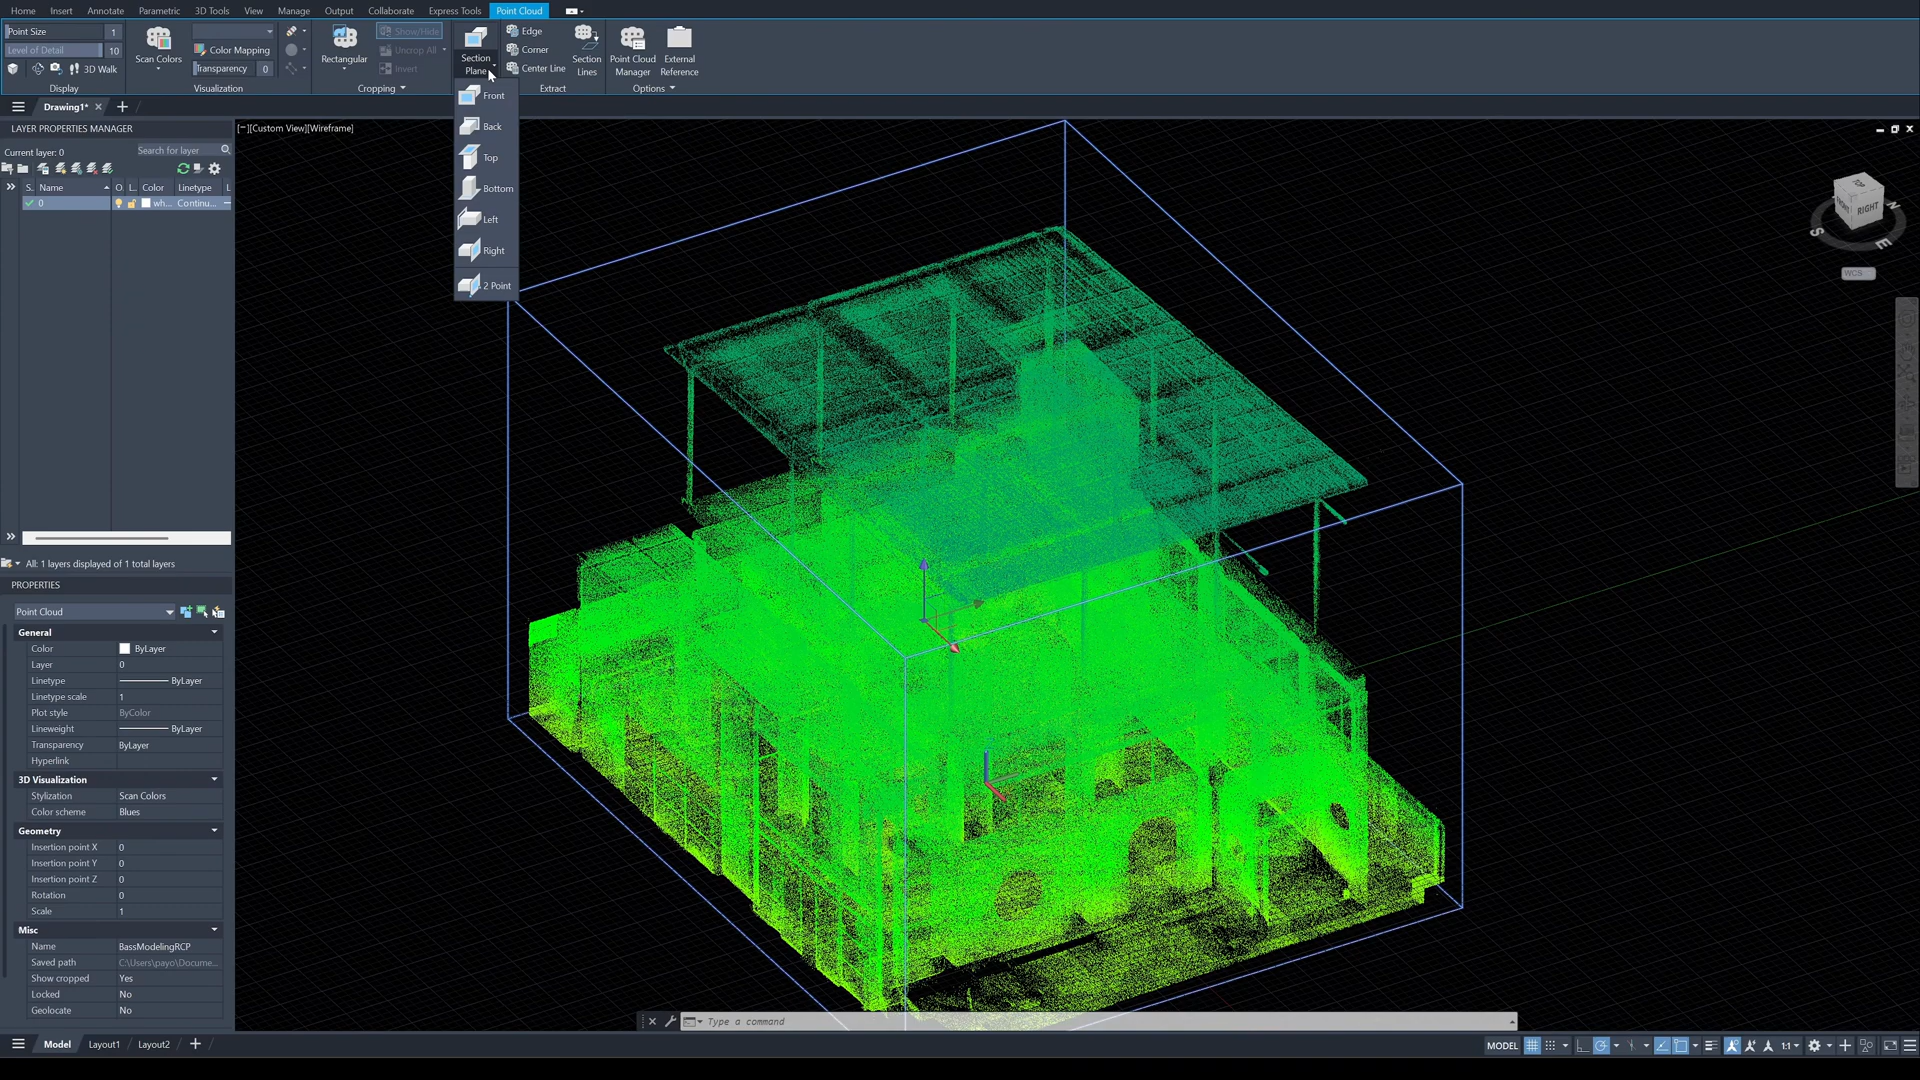 Home Insert Annotate Parametric 3D Tools View Manage Output Collaborate Express Tools Point Cloud
Point Size 1
Level of Detail 10
3D Walk
Display
Scan Colors
Color Mapping
Transparency 0
Visualization
Rectangular
Show/Hide
Uncrop All
Invert
Cropping
Section Plane
Edge
Corner
Center Line
Section Lines
Extract
Point Cloud Manager
External Reference
Options
Front
Back
Top
Bottom
Left
Right
2 Point
Drawing1*
LAYER PROPERTIES MANAGER
Current layer: 0
Search for layer
S. Name O L.. Color Linetype L
0 wh... Continu...
All: 1 layers displayed of 1 total layers
PROPERTIES
Point Cloud
General
Color ByLayer
Layer 0
Linetype ByLayer
Linetype scale 1
Plot style ByColor
Lineweight ByLayer
Transparency ByLayer
Hyperlink
3D Visualization
Stylization Scan Colors
Color scheme Blues
Geometry
Insertion point X 0
Insertion point Y 0
Insertion point Z 0
Rotation 0
Scale 1
Misc
Name BassModelingRCP
Saved path C:\Users\payo\Docume...
Show cropped Yes
Locked No
Geolocate No
[−][Custom View][Wireframe]
TOP
FRONT RIGHT
N
S
E
WCS
Type a command
Model Layout1 Layout2
MODEL 1:1